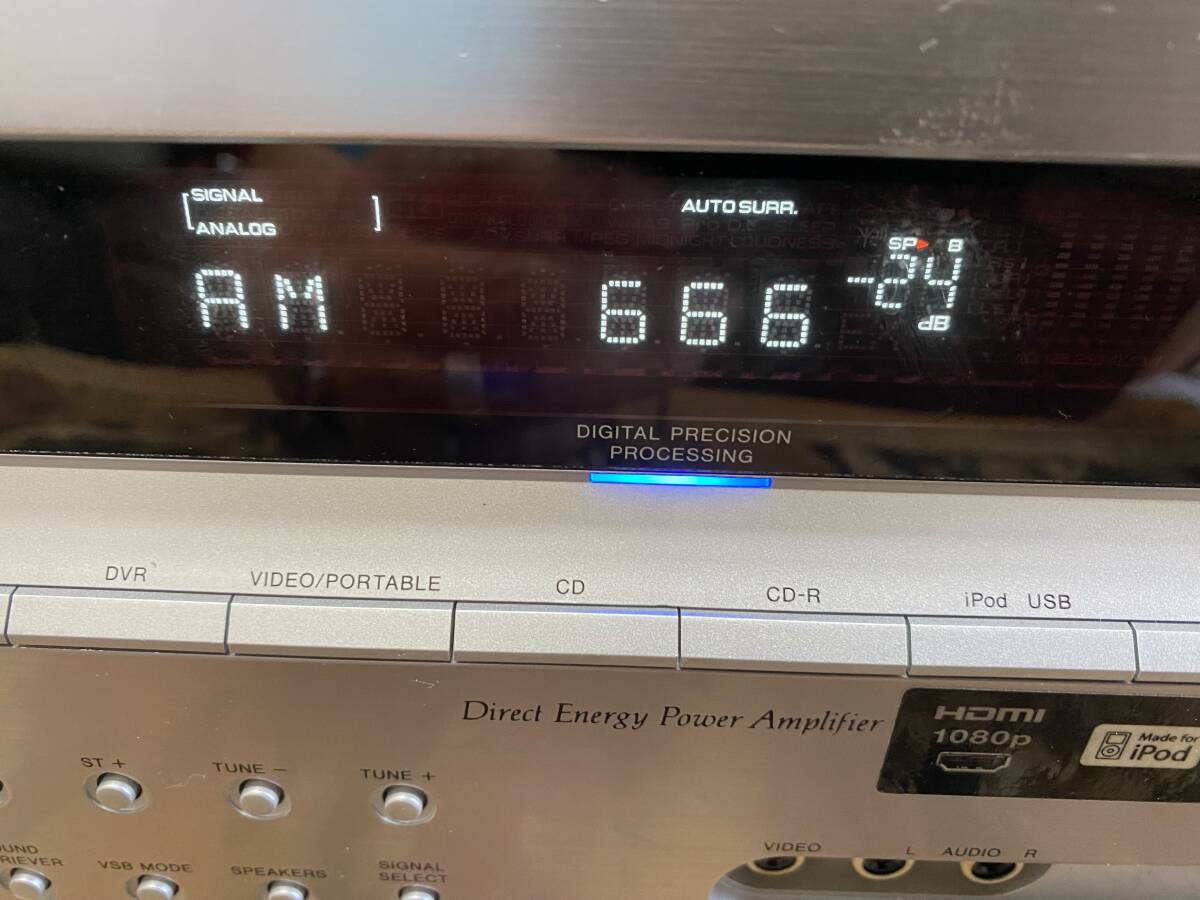 SIGNAL
AUTO SURR.
ANALOG
SP B
AM 666 -24
dB
DIGITAL PRECISION
PROCESSING
DVR
VIDEO/PORTABLE
CD
CD-R
iPod USB
Direct Energy Power Amplifier
HDMI
1080p
Made for
iPod
ST +
TUNE −
TUNE +
VSB MODE
SPEAKERS
SIGNAL
SELECT
VIDEO
L AUDIO R